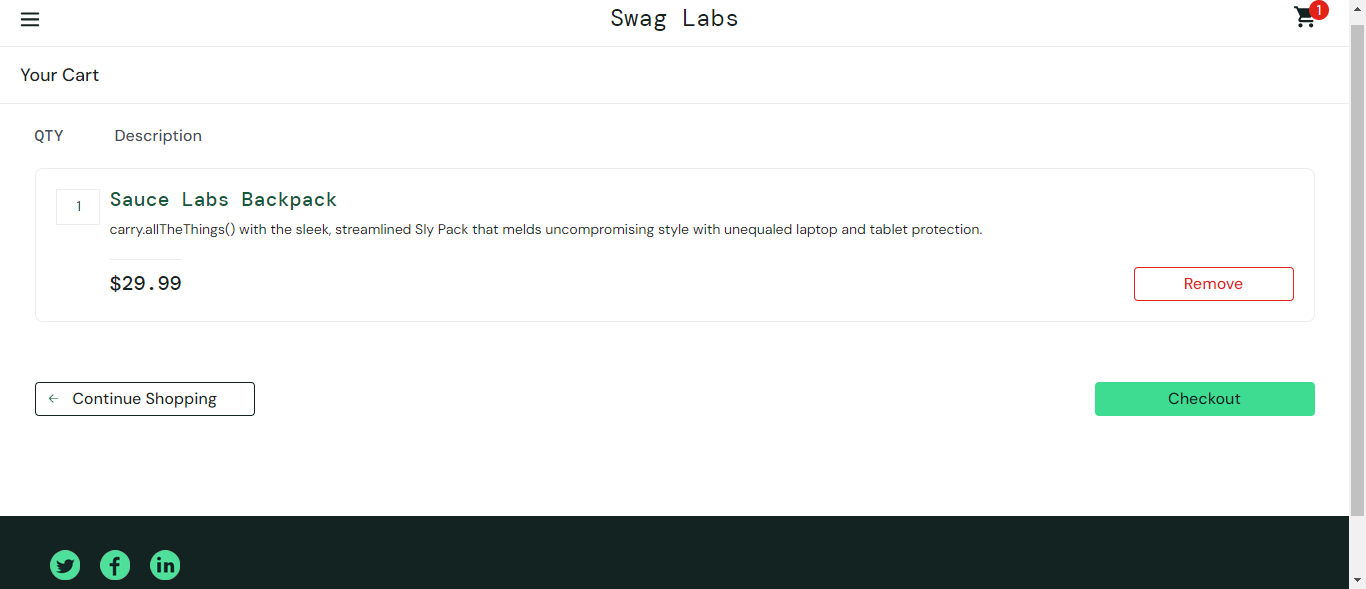 Swag Labs
1
Your Cart
QTY Description
1
Sauce Labs Backpack
carry.allTheThings() with the sleek, streamlined Sly Pack that melds uncompromising style with unequaled laptop and tablet protection.
$29.99
Remove
Continue Shopping
Checkout